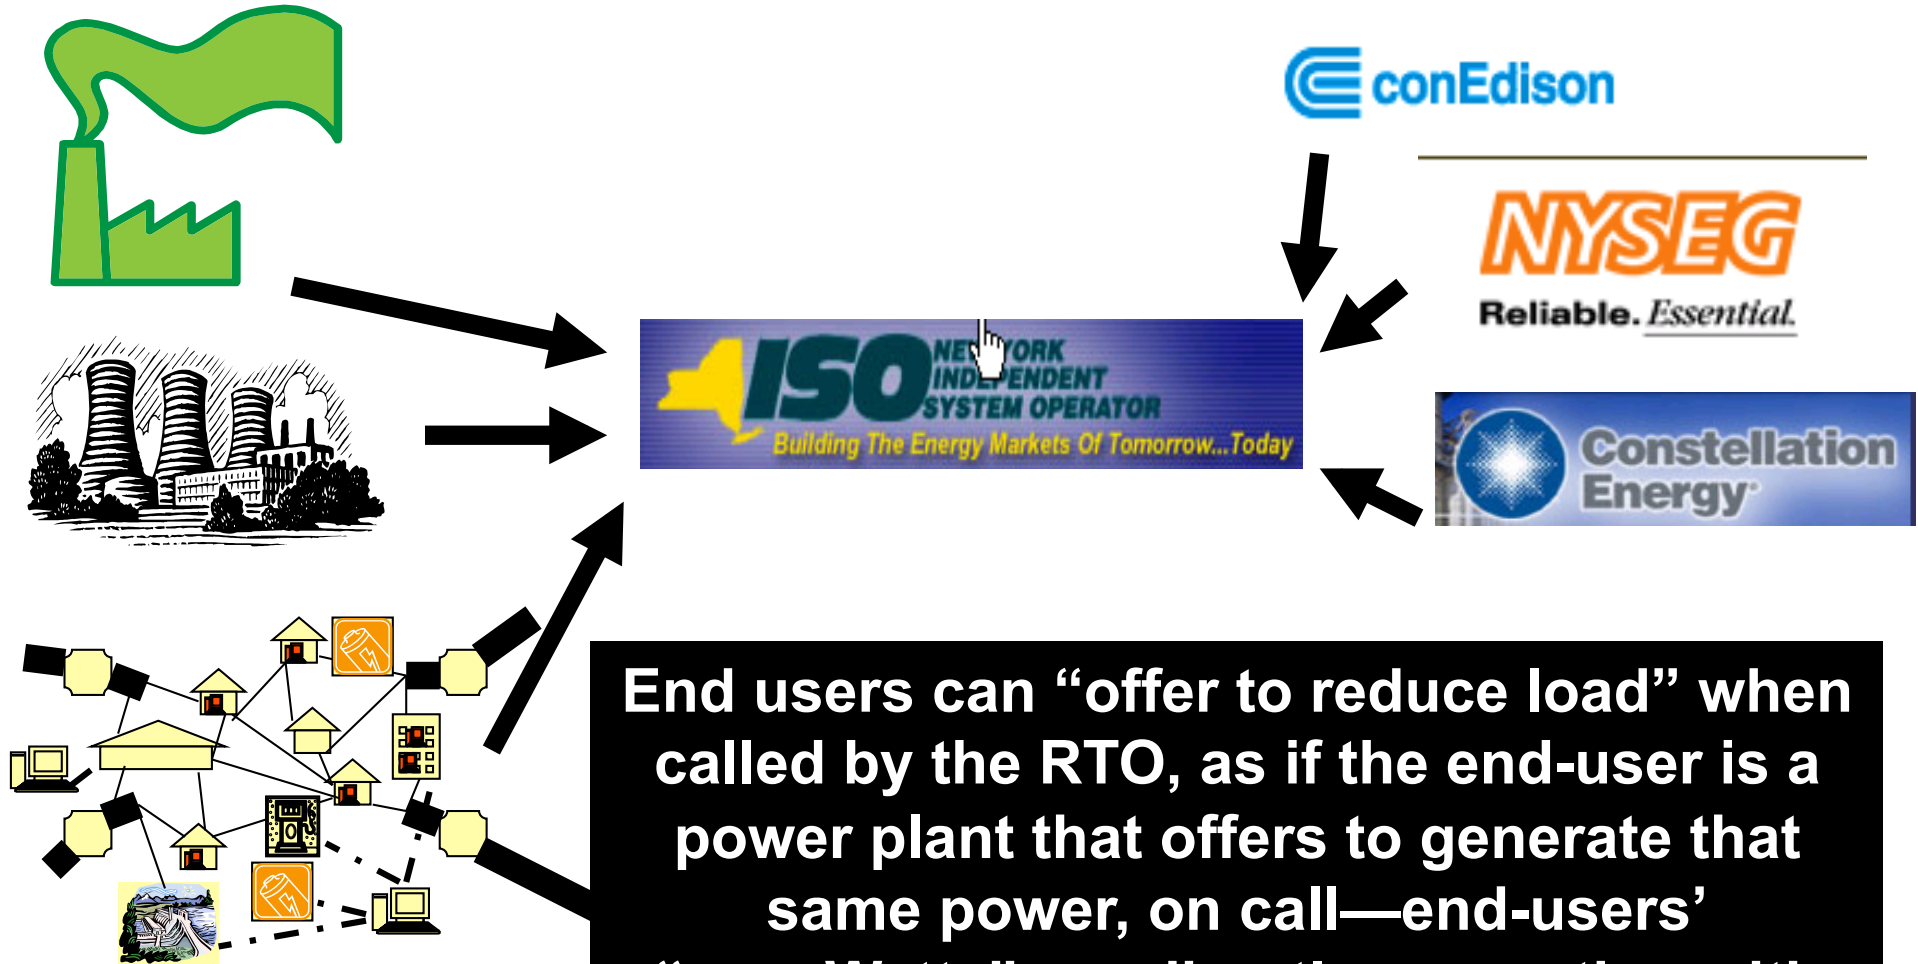 conEdison
NYSEG
Reliable. Essential.
ISO
NEW YORK
INDEPENDENT
SYSTEM OPERATOR
Building The Energy Markets Of Tomorrow...Today
Constellation
Energy
End users can “offer to reduce load” when
called by the RTO, as if the end-user is a
power plant that offers to generate that
same power, on call—end-users’